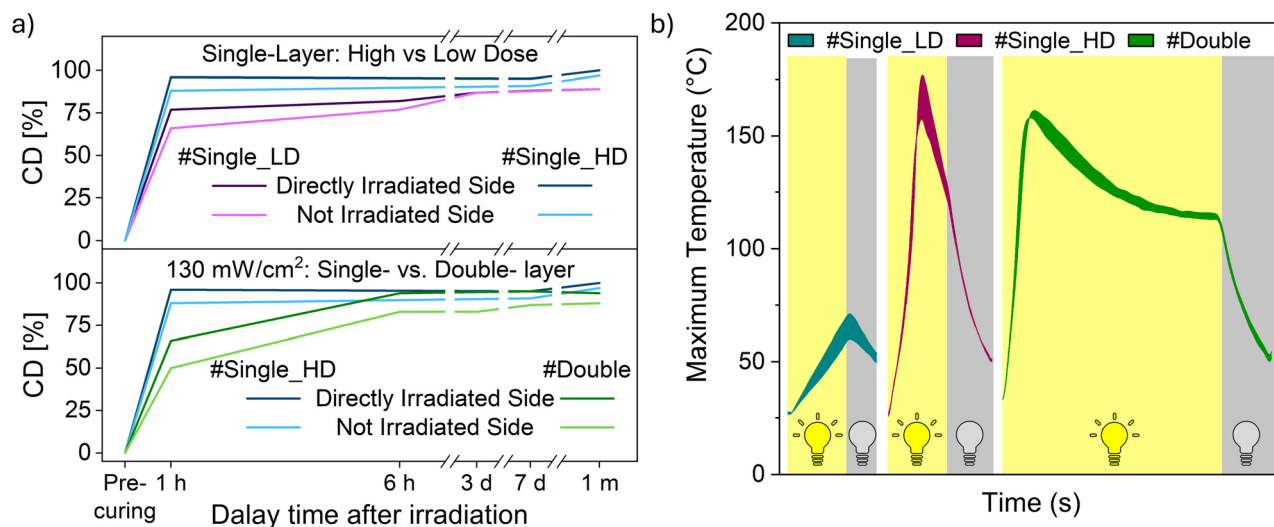 a)
Single-Layer: High vs Low Dose
CD [%]
100
75
50
25
0
#Single_LD
#Single_HD
Directly Irradiated Side
Not Irradiated Side
130 mW/cm²: Single- vs. Double- layer
CD [%]
100
75
50
25
0
#Single_HD
#Double
Directly Irradiated Side
Not Irradiated Side
Pre-
curing
1 h
6 h
3 d
7 d
1 m
Dalay time after irradiation
b)
Maximum Temperature (°C)
200
150
100
50
0
#Single_LD
#Single_HD
#Double
Time (s)